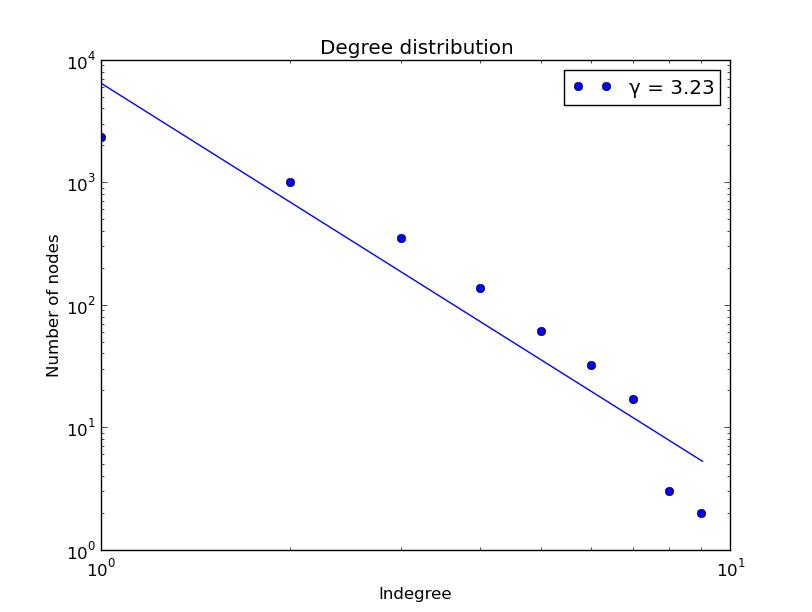 Degree distribution
γ = 3.23
Number of nodes
10^4
10^3
10^2
10^1
10^0
10^0
10^1
Indegree